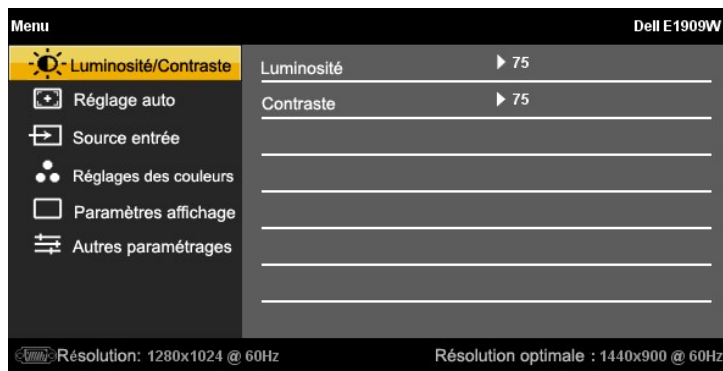 Menu
Dell E1909W
Luminosité/Contraste
Luminosité
75
Réglage auto
Contraste
75
Source entrée
Réglages des couleurs
Paramètres affichage
Autres paramétrages
Résolution: 1280x1024 @ 60Hz
Résolution optimale : 1440x900 @ 60Hz